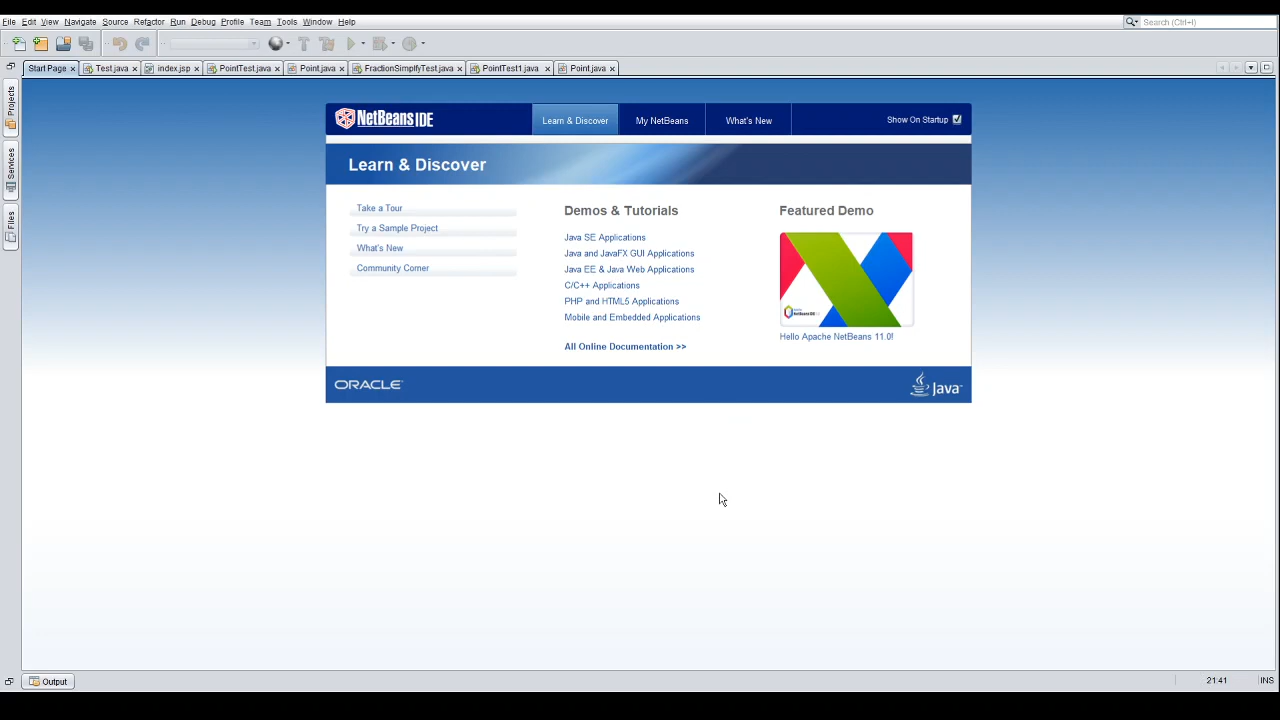 File Edit View Navigate Source Refactor Run Debug Profile Team Tools Window Help
Search (Ctrl+I)
Start Page Test.java index.jsp PointTest.java Point.java FractionSimplfyTest.java PointTest1.java Point.java
Projects
Services
Files
NetBeans IDE
Learn & Discover My NetBeans What's New Show On Startup
Learn & Discover
Take a Tour
Try a Sample Project
What's New
Community Corner
Demos & Tutorials
Java SE Applications
Java and JavaFX GUI Applications
Java EE & Java Web Applications
C/C++ Applications
PHP and HTML5 Applications
Mobile and Embedded Applications
All Online Documentation >>
Featured Demo
NetBeans IDE
Hello Apache NetBeans 11.0!
ORACLE
Java
Output
21:41 INS